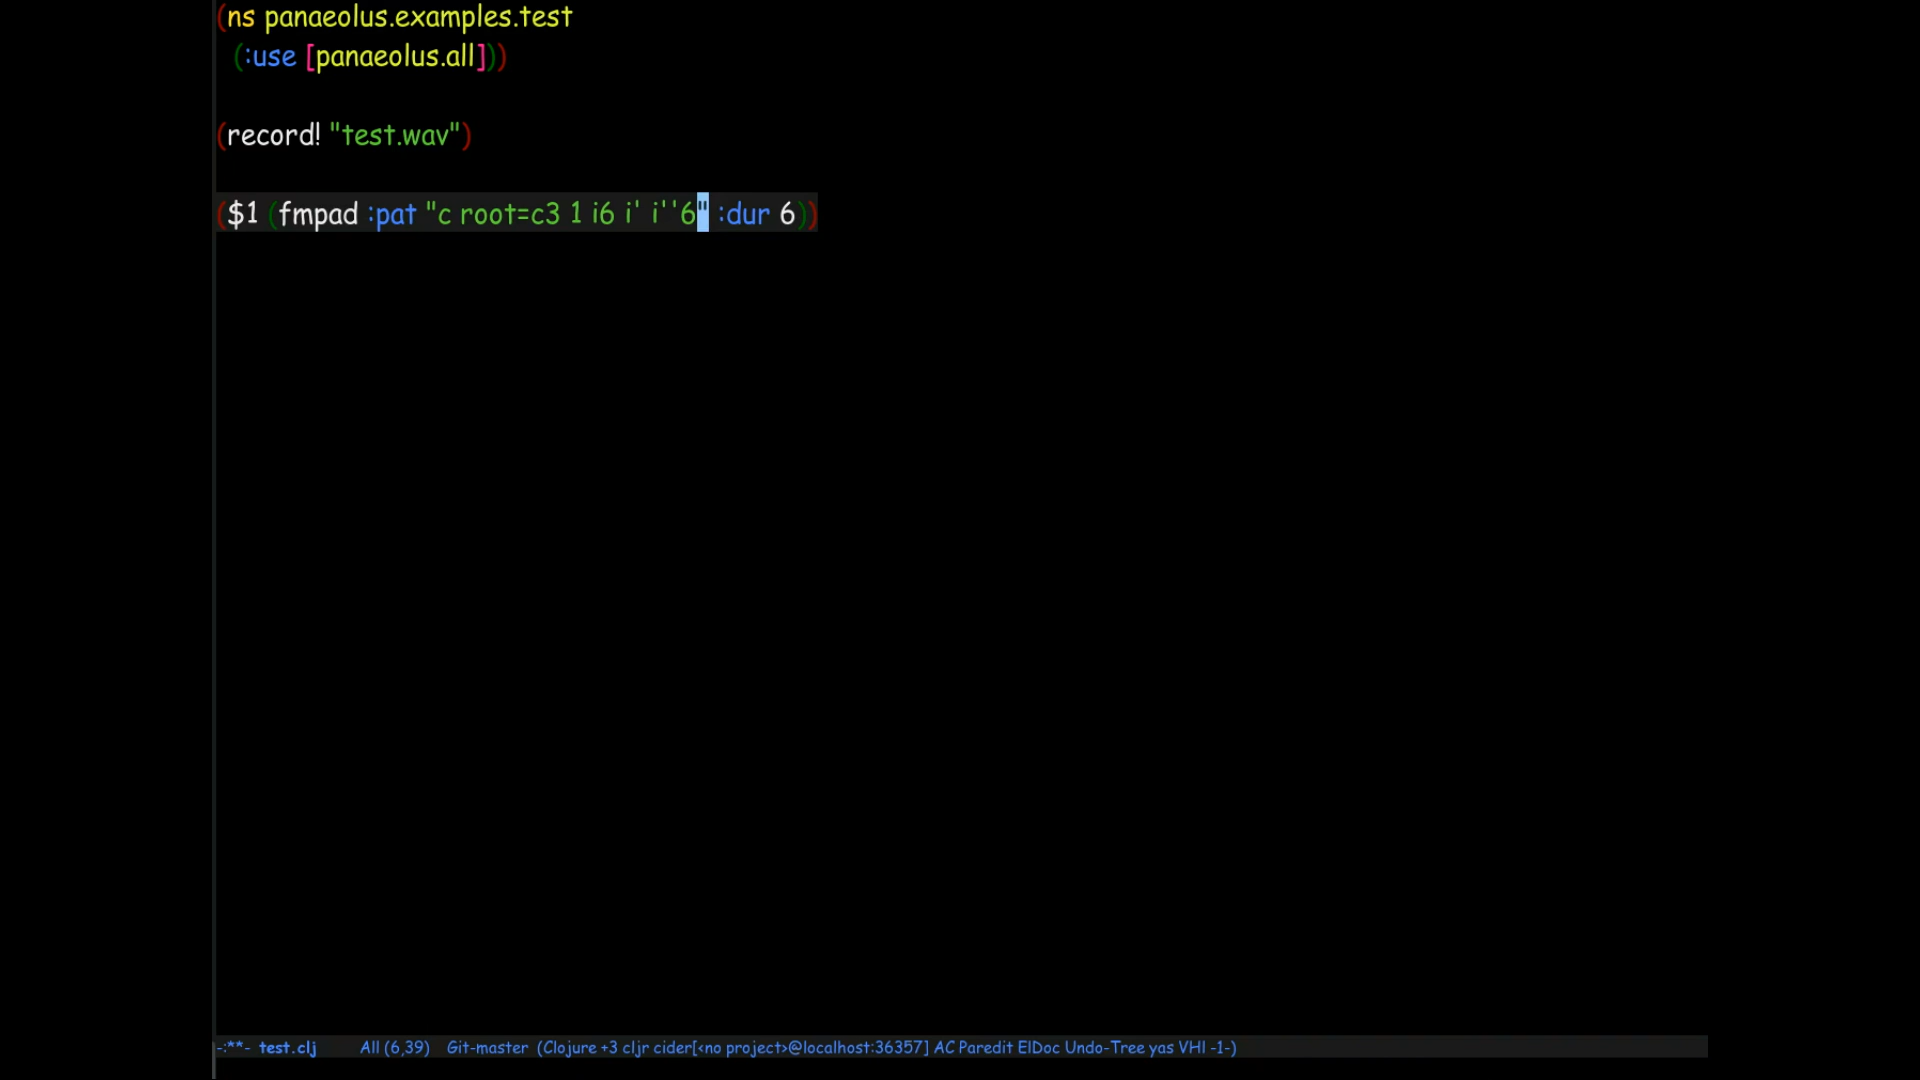 (ns panaeolus.examples.test
(:use [panaeolus.all]))
(record! "test.wav")
($1 (fmpad :pat "c root=c3 1 i6 i' i''6" :dur 6))
-:**- test.clj All (6,39) Git-master (Clojure +3 cljr cider[<no project>@localhost:36357] AC Paredit ElDoc Undo-Tree yas VHl -1-)